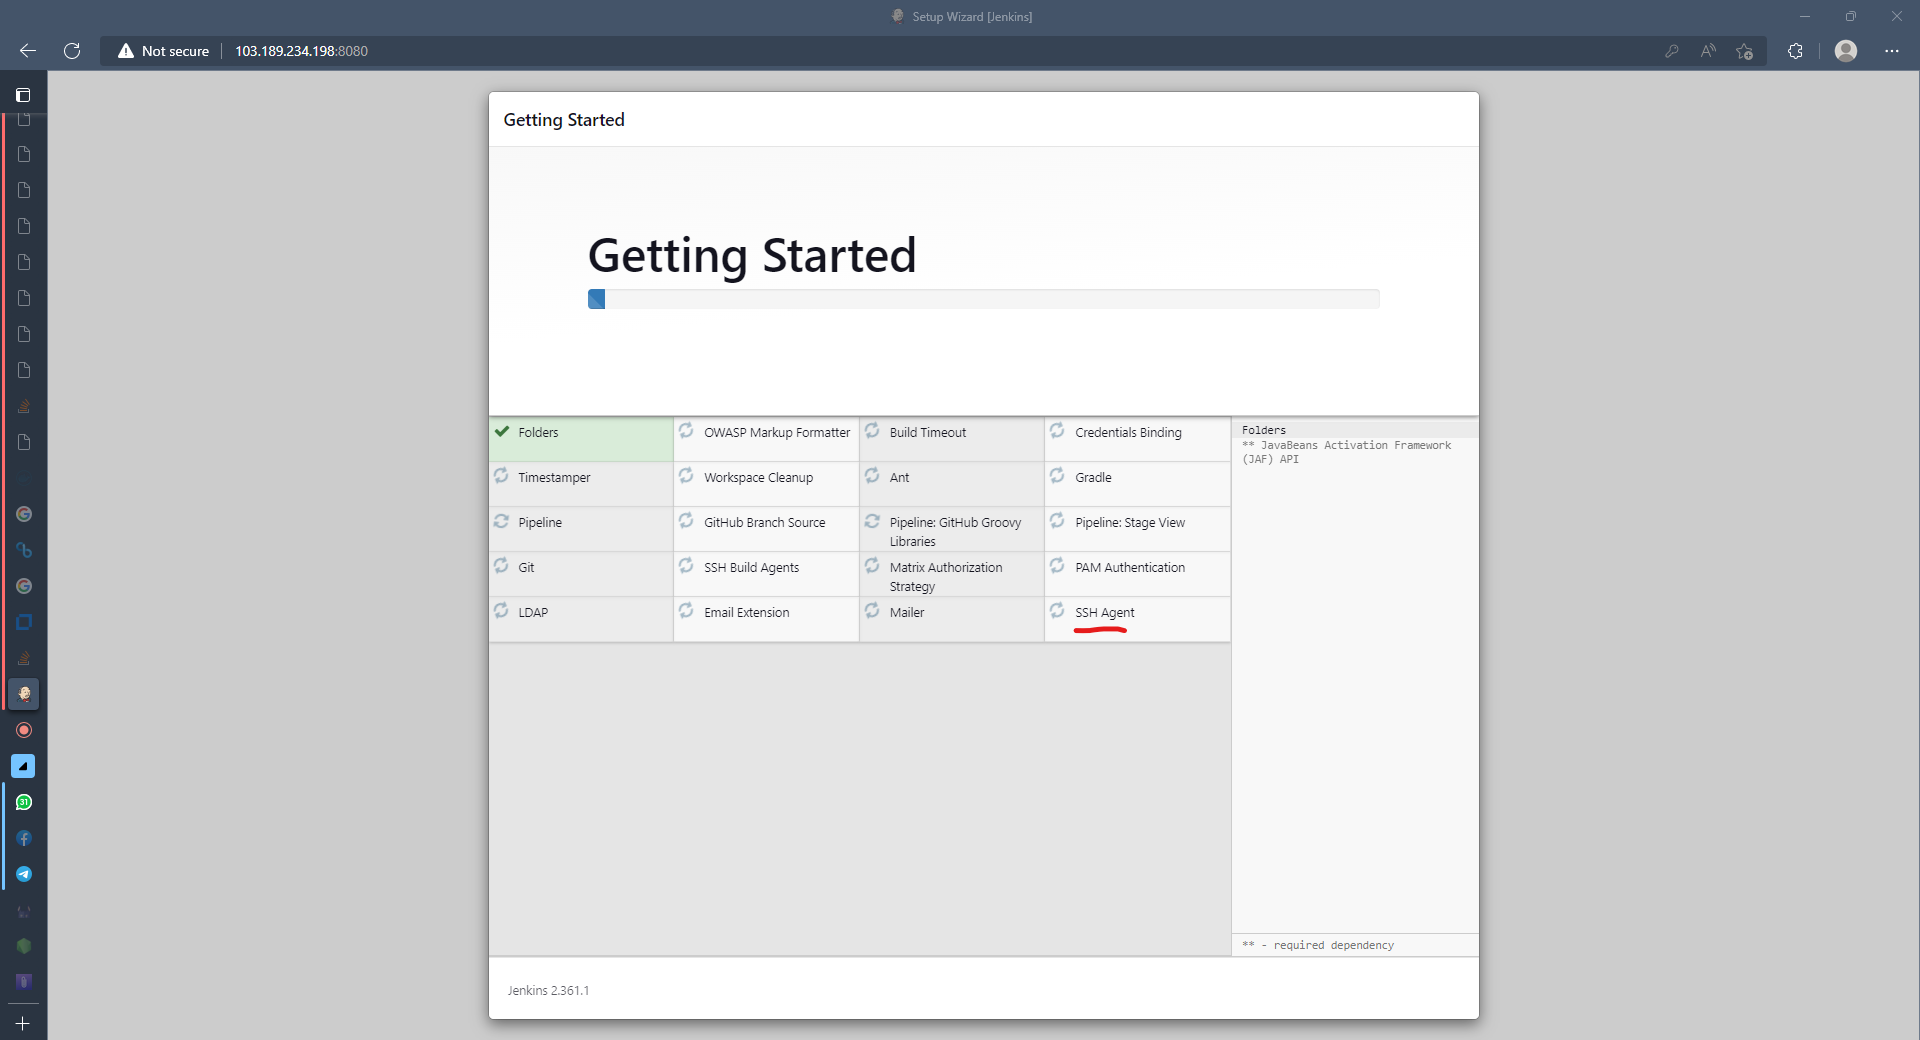 Setup Wizard [Jenkins]
Not secure
103.189.234.198:8080
Getting Started
Getting Started
Folders
OWASP Markup Formatter
Build Timeout
Credentials Binding
Timestamper
Workspace Cleanup
Ant
Gradle
Pipeline
GitHub Branch Source
Pipeline: GitHub Groovy
Libraries
Pipeline: Stage View
Git
SSH Build Agents
Matrix Authorization
Strategy
PAM Authentication
LDAP
Email Extension
Mailer
SSH Agent
Folders
** JavaBeans Activation Framework
(JAF) API
** - required dependency
Jenkins 2.361.1
31